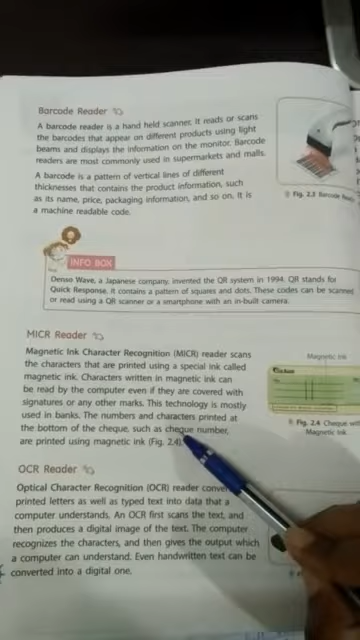 Barcode Reader
A barcode reader is a hand held scanner. It reads or scans
the barcodes that appear on different products using light
beams and displays the information on the monitor. Barcode
readers are most commonly used in supermarkets and malls.
A barcode is a pattern of vertical lines of different
thicknesses that contains the product information, such
as its name, price, packaging information, and so on. It is
a machine readable code.
Fig. 2.3 Barcode
INFO BOX
Denso Wave, a Japanese company, invented the QR system in 1994. QR stands for
Quick Response. It contains a pattern of squares and dots. These codes can be scanned
or read using a QR scanner or a smartphone with an in-built camera.
MICR Reader
Magnetic Ink Character Recognition (MICR) reader scans
the characters that are printed using a special ink called
magnetic ink. Characters written in magnetic ink can
be read by the computer even if they are covered with
signatures or any other marks. This technology is mostly
used in banks. The numbers and characters printed at
the bottom of the cheque, such as cheque number,
are printed using magnetic ink (Fig. 2.4).
Magnetic Ink
Fig. 2.4 Cheque with
Magnetic Ink
OCR Reader
Optical Character Recognition (OCR) reader
printed letters as well as typed text into data that a
computer understands. An OCR first scans the text, and
then produces a digital image of the text. The computer
recognizes the characters, and then gives the output which
a computer can understand. Even handwritten text can be
converted into a digital one.